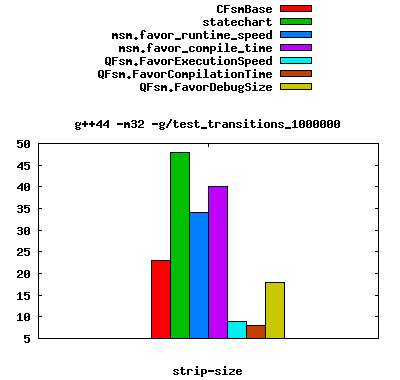 CFsmBase
statechart
msm.favor_runtime_speed
msm.favor_compile_time
QFsm.FavorExecutionSpeed
QFsm.FavorCompilationTime
QFsm.FavorDebugSize
g++44 -m32 -g/test_transitions_1000000
50
45
40
35
30
25
20
15
10
5
strip-size